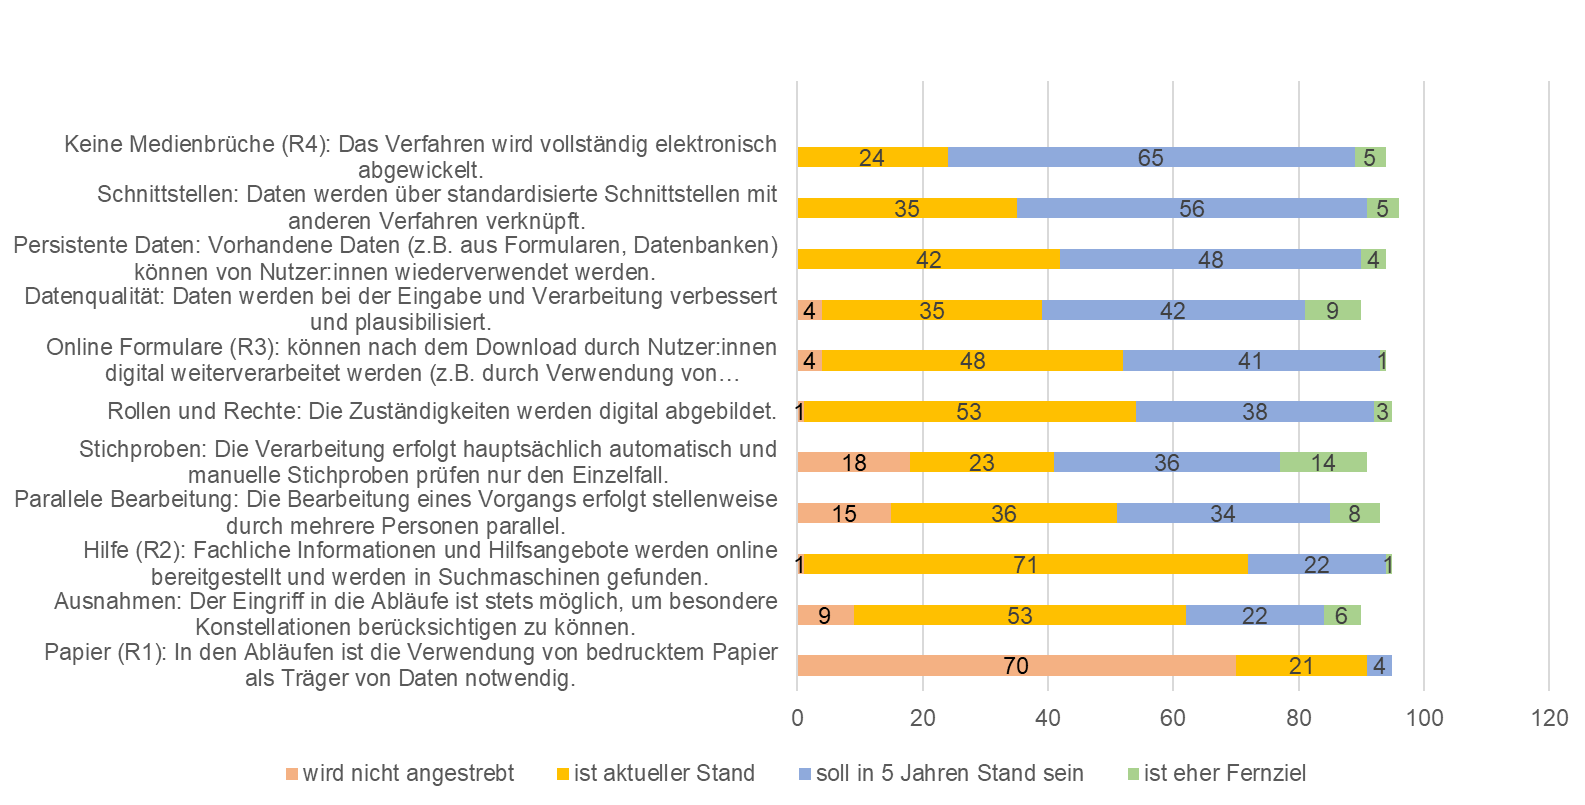 Keine Medienbrüche (R4): Das Verfahren wird vollständig elektronisch
abgewickelt.
24 65 5
Schnittstellen: Daten werden über standardisierte Schnittstellen mit
anderen Verfahren verknüpft.
35 56 5
Persistente Daten: Vorhandene Daten (z.B. aus Formularen, Datenbanken)
können von Nutzer:innen wiederverwendet werden.
42 48 4
Datenqualität: Daten werden bei der Eingabe und Verarbeitung verbessert
und plausibilisiert.
4 35 42 9
Online Formulare (R3): können nach dem Download durch Nutzer:innen
digital weiterverarbeitet werden (z.B. durch Verwendung von…
4 48 41 1
Rollen und Rechte: Die Zuständigkeiten werden digital abgebildet.
1 53 38 3
Stichproben: Die Verarbeitung erfolgt hauptsächlich automatisch und
manuelle Stichproben prüfen nur den Einzelfall.
18 23 36 14
Parallele Bearbeitung: Die Bearbeitung eines Vorgangs erfolgt stellenweise
durch mehrere Personen parallel.
15 36 34 8
Hilfe (R2): Fachliche Informationen und Hilfsangebote werden online
bereitgestellt und werden in Suchmaschinen gefunden.
1 71 22 1
Ausnahmen: Der Eingriff in die Abläufe ist stets möglich, um besondere
Konstellationen berücksichtigen zu können.
9 53 22 6
Papier (R1): In den Abläufen ist die Verwendung von bedrucktem Papier
als Träger von Daten notwendig.
70 21 4
0 20 40 60 80 100 120
wird nicht angestrebt ist aktueller Stand soll in 5 Jahren Stand sein ist eher Fernziel